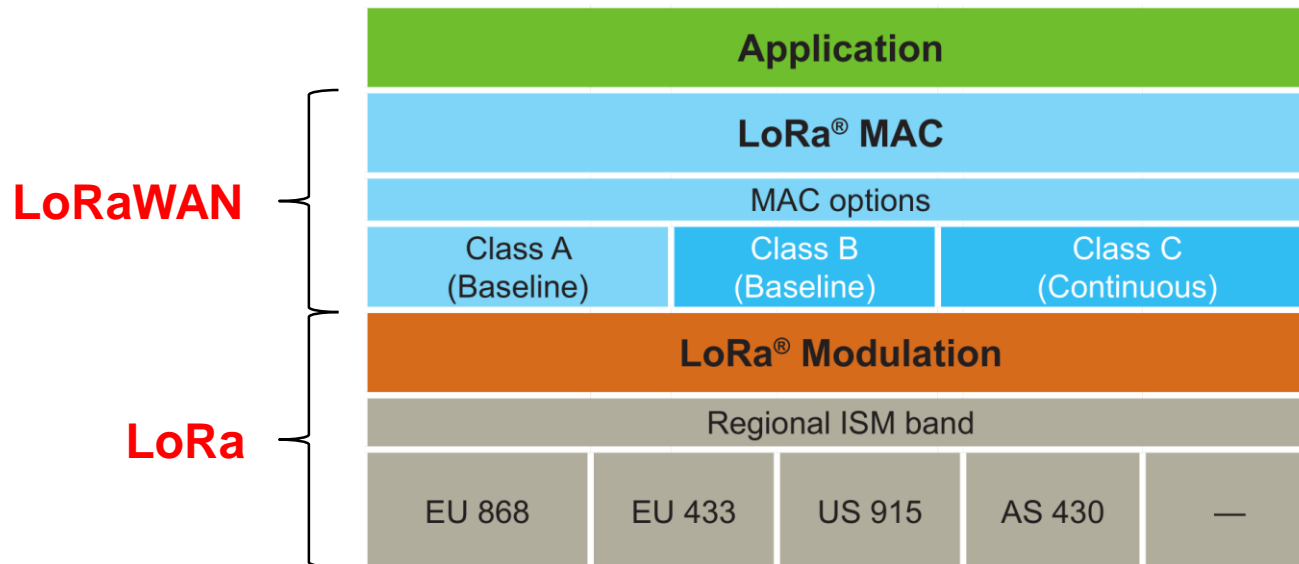 Application
LoRa® MAC
LoRaWAN
MAC options
Class A
(Baseline)
Class B
(Baseline)
Class C
(Continuous)
LoRa® Modulation
Regional ISM band
LoRa
EU 868
EU 433
US 915
AS 430
—